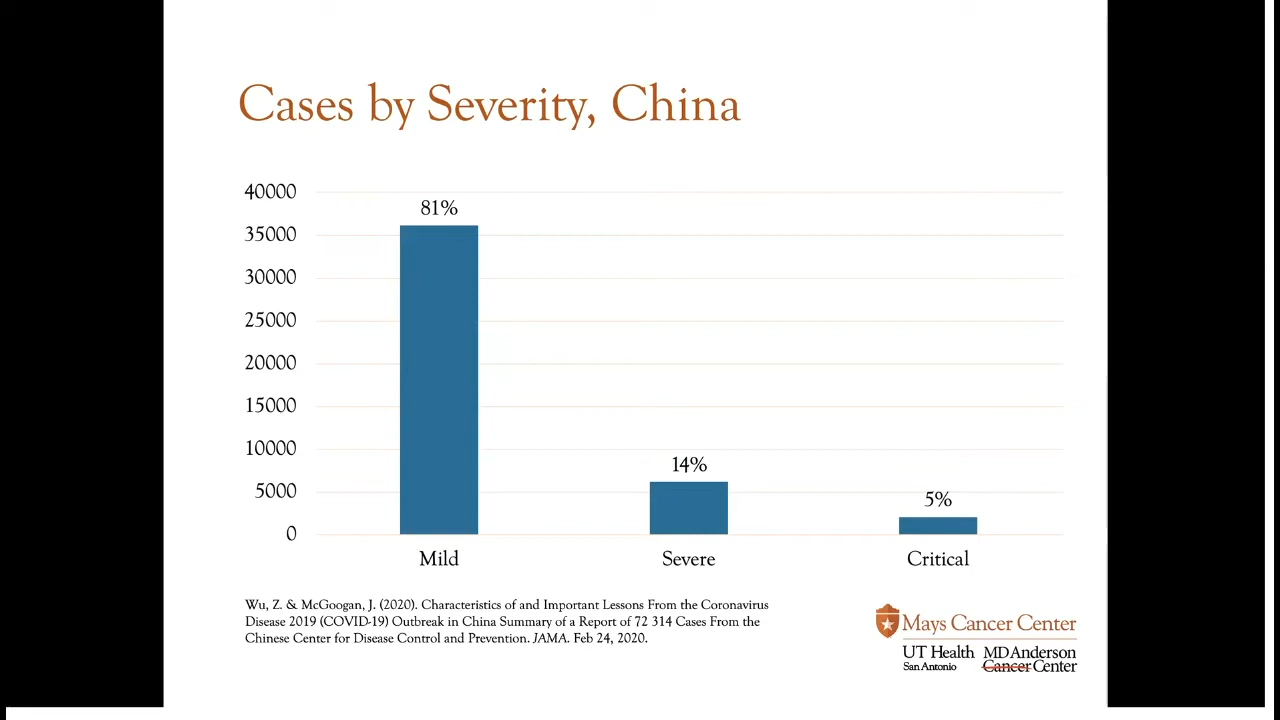 Cases by Severity, China
40000
35000
30000
25000
20000
15000
10000
5000
0
81%
14%
5%
Mild
Severe
Critical
Wu, Z. & McGoogan, J. (2020). Characteristics of and Important Lessons From the Coronavirus
Disease 2019 (COVID-19) Outbreak in China Summary of a Report of 72 314 Cases From the
Chinese Center for Disease Control and Prevention. JAMA. Feb 24, 2020.
Mays Cancer Center
UT Health
San Antonio
MD Anderson
Cancer Center